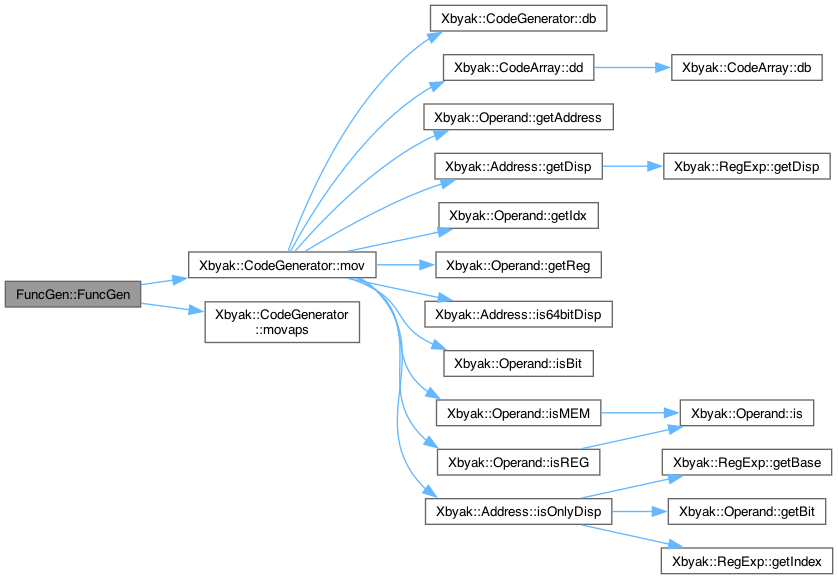 Xbyak::CodeGenerator::db
Xbyak::CodeArray::dd
Xbyak::CodeArray::db
Xbyak::Operand::getAddress
Xbyak::Address::getDisp
Xbyak::RegExp::getDisp
Xbyak::Operand::getIdx
Xbyak::CodeGenerator::mov
Xbyak::Operand::getReg
FuncGen::FuncGen
Xbyak::CodeGenerator
::movaps
Xbyak::Address::is64bitDisp
Xbyak::Operand::isBit
Xbyak::Operand::isMEM
Xbyak::Operand::is
Xbyak::Operand::isREG
Xbyak::RegExp::getBase
Xbyak::Address::isOnlyDisp
Xbyak::Operand::getBit
Xbyak::RegExp::getIndex